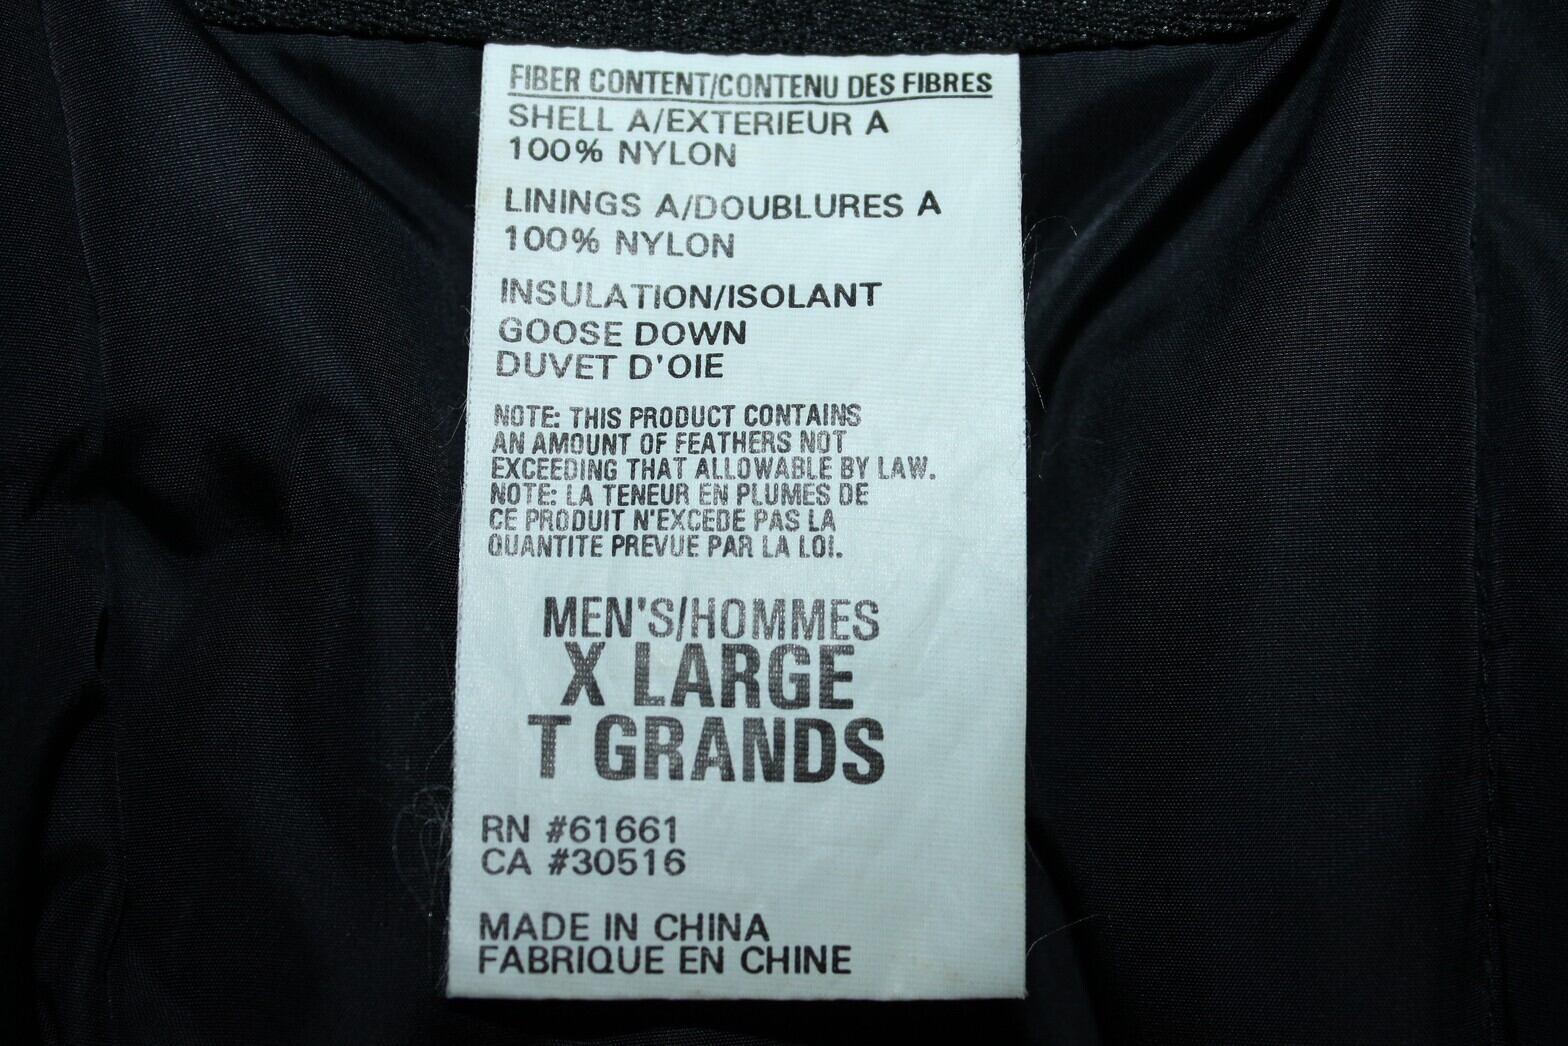 FIBER CONTENT/CONTENU DES FIBRES
SHELL A/EXTERIEUR A
100% NYLON
LININGS A/DOUBLURES A
100% NYLON
INSULATION/ISOLANT
GOOSE DOWN
DUVET D'OIE
NOTE: THIS PRODUCT CONTAINS
AN AMOUNT OF FEATHERS NOT
EXCEEDING THAT ALLOWABLE BY LAW.
NOTE: LA TENEUR EN PLUMES DE
CE PRODUIT N'EXCEDE PAS LA
QUANTITE PREVUE PAR LA LOI.
MEN'S/HOMMES
X LARGE
T GRANDS
RN #61661
CA #30516
MADE IN CHINA
FABRIQUE EN CHINE